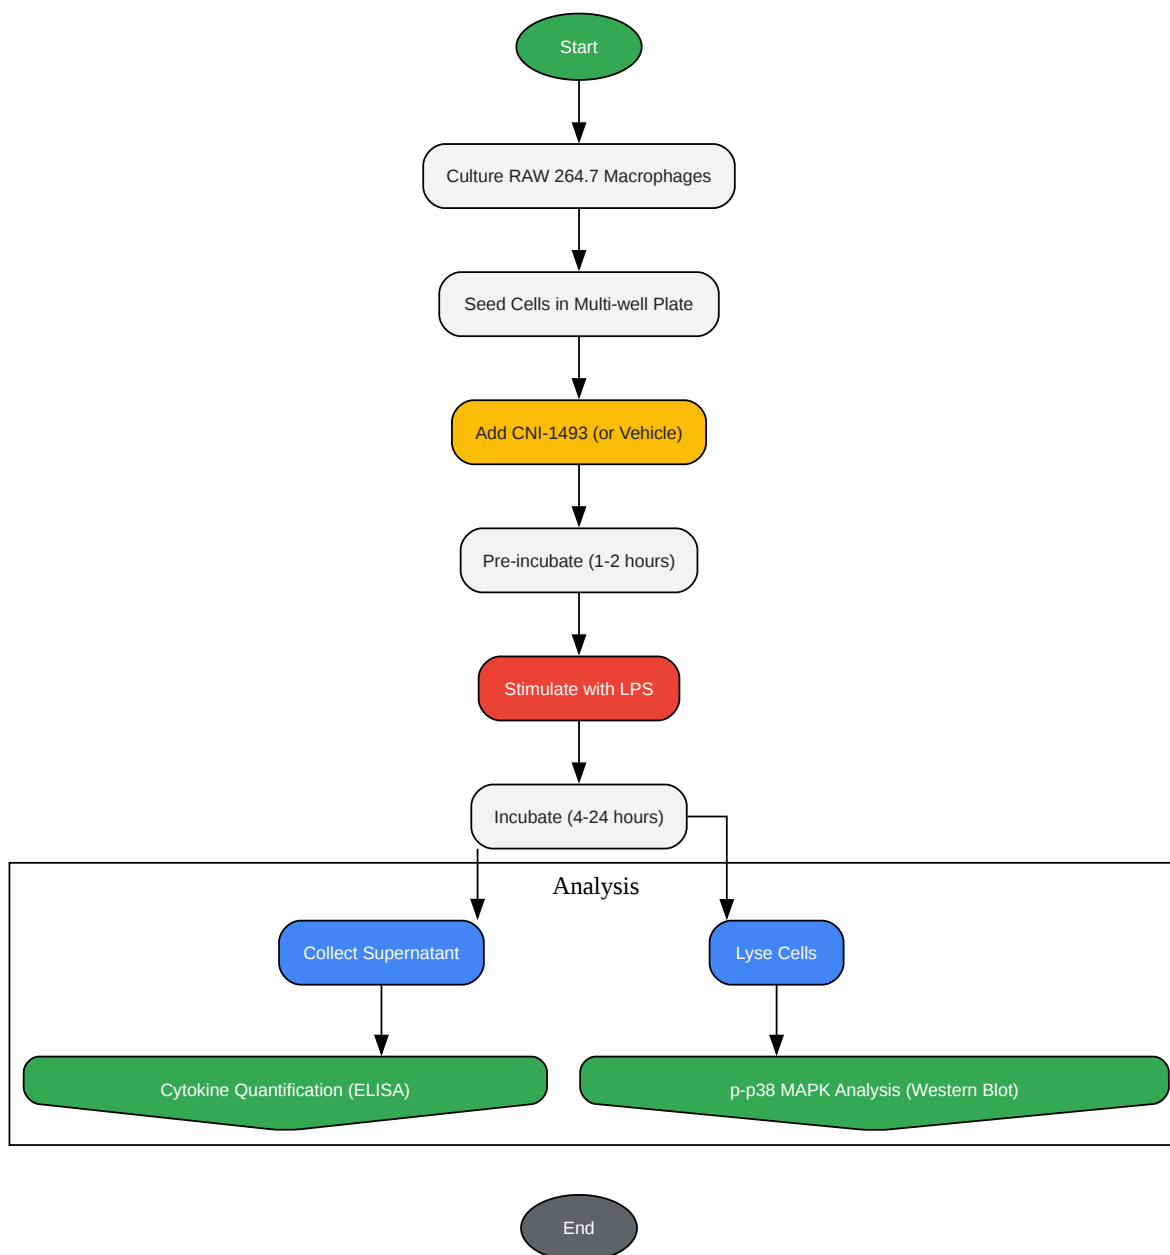 Start
Culture RAW 264.7 Macrophages
Seed Cells in Multi-well Plate
Add CNI-1493 (or Vehicle)
Pre-incubate (1-2 hours)
Stimulate with LPS
Incubate (4-24 hours)
Analysis
Collect Supernatant
Lyse Cells
Cytokine Quantification (ELISA)
p-p38 MAPK Analysis (Western Blot)
End